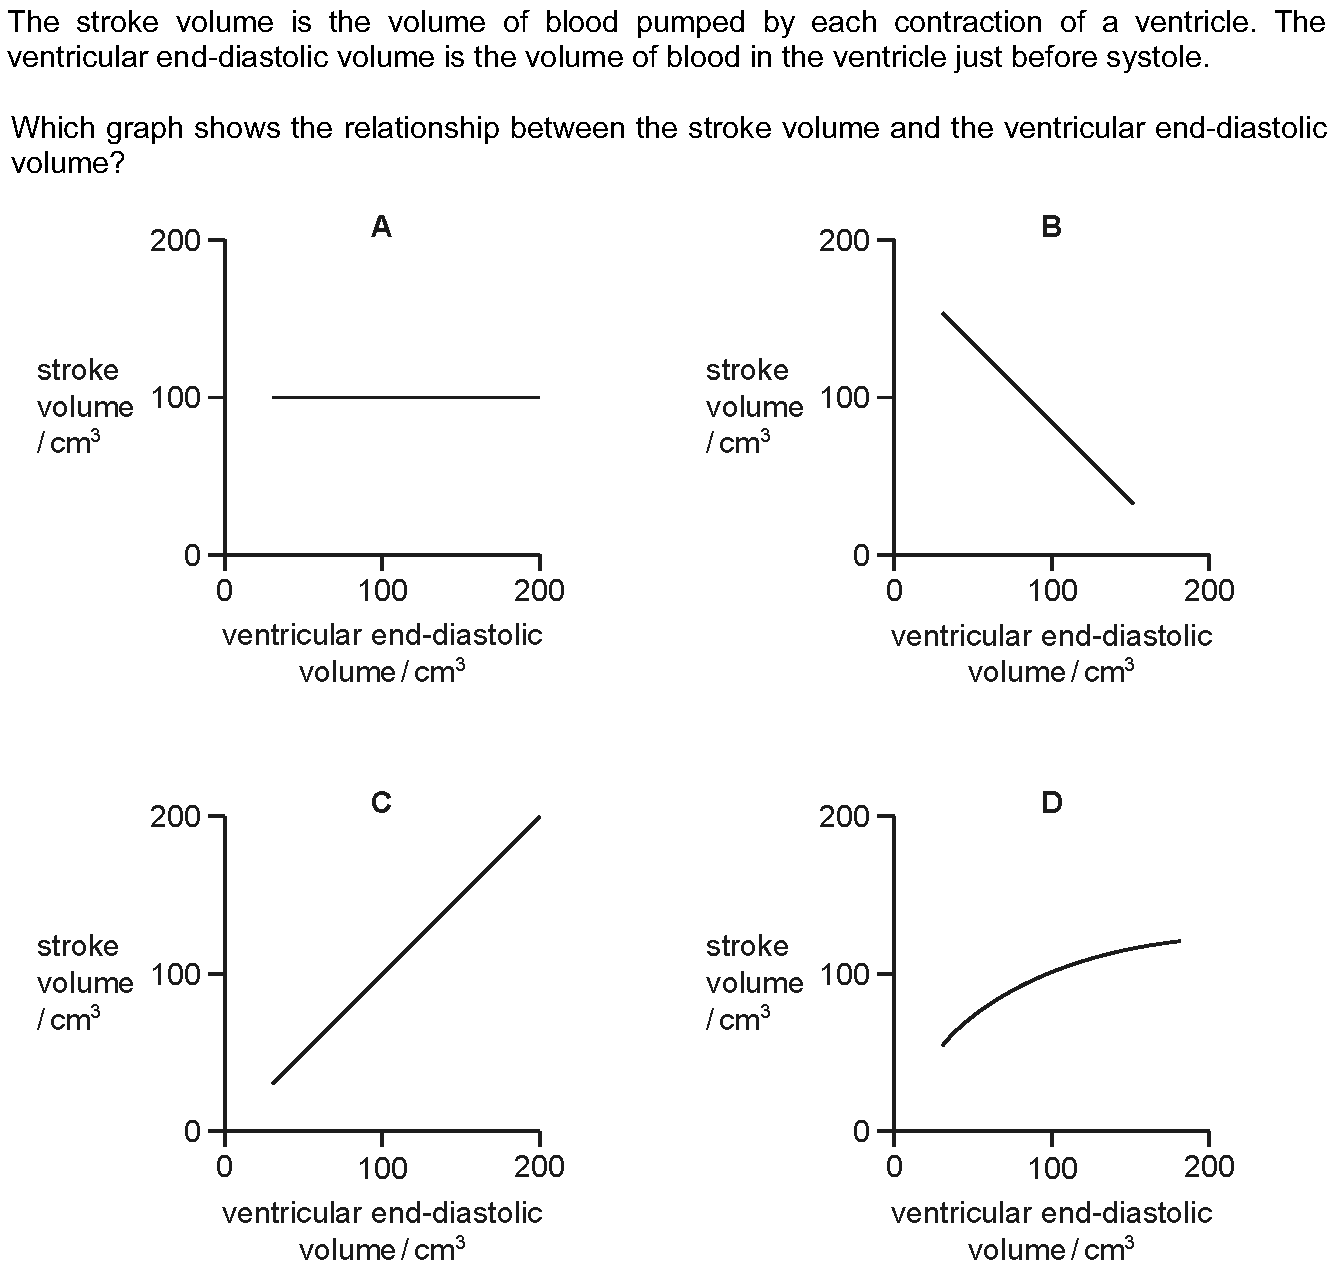 The stroke volume is the volume of blood pumped by each contraction of a ventricle. The
ventricular end-diastolic volume is the volume of blood in the ventricle just before systole.
Which graph shows the relationship between the stroke volume and the ventricular end-diastolic
volume?
A
200
stroke
volume
/ cm³
100
0
0 100 200
ventricular end-diastolic
volume / cm³
B
200
stroke
volume
/ cm³
100
0
0 100 200
ventricular end-diastolic
volume / cm³
C
200
stroke
volume
/ cm³
100
0
0 100 200
ventricular end-diastolic
volume / cm³
D
200
stroke
volume
/ cm³
100
0
0 100 200
ventricular end-diastolic
volume / cm³